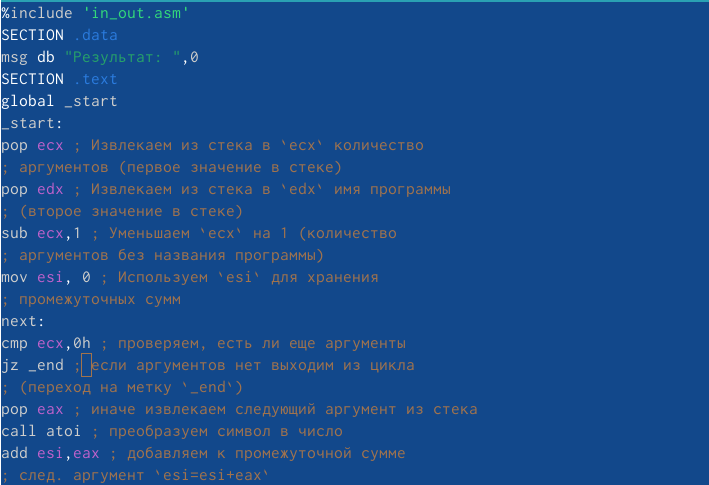 %include 'in_out.asm'
SECTION .data
msg db "Результат: ",0
SECTION .text
global _start
_start:
pop ecx ; Извлекаем из стека в `ecx` количество
; аргументов (первое значение в стеке)
pop edx ; Извлекаем из стека в `edx` имя программы
; (второе значение в стеке)
sub ecx,1 ; Уменьшаем `ecx` на 1 (количество
; аргументов без названия программы)
mov esi, 0 ; Используем `esi` для хранения
; промежуточных сумм
next:
cmp ecx,0h ; проверяем, есть ли еще аргументы
jz _end ; если аргументов нет выходим из цикла
; (переход на метку `_end`)
pop eax ; иначе извлекаем следующий аргумент из стека
call atoi ; преобразуем символ в число
add esi,eax ; добавляем к промежуточной сумме
; след. аргумент `esi=esi+eax`